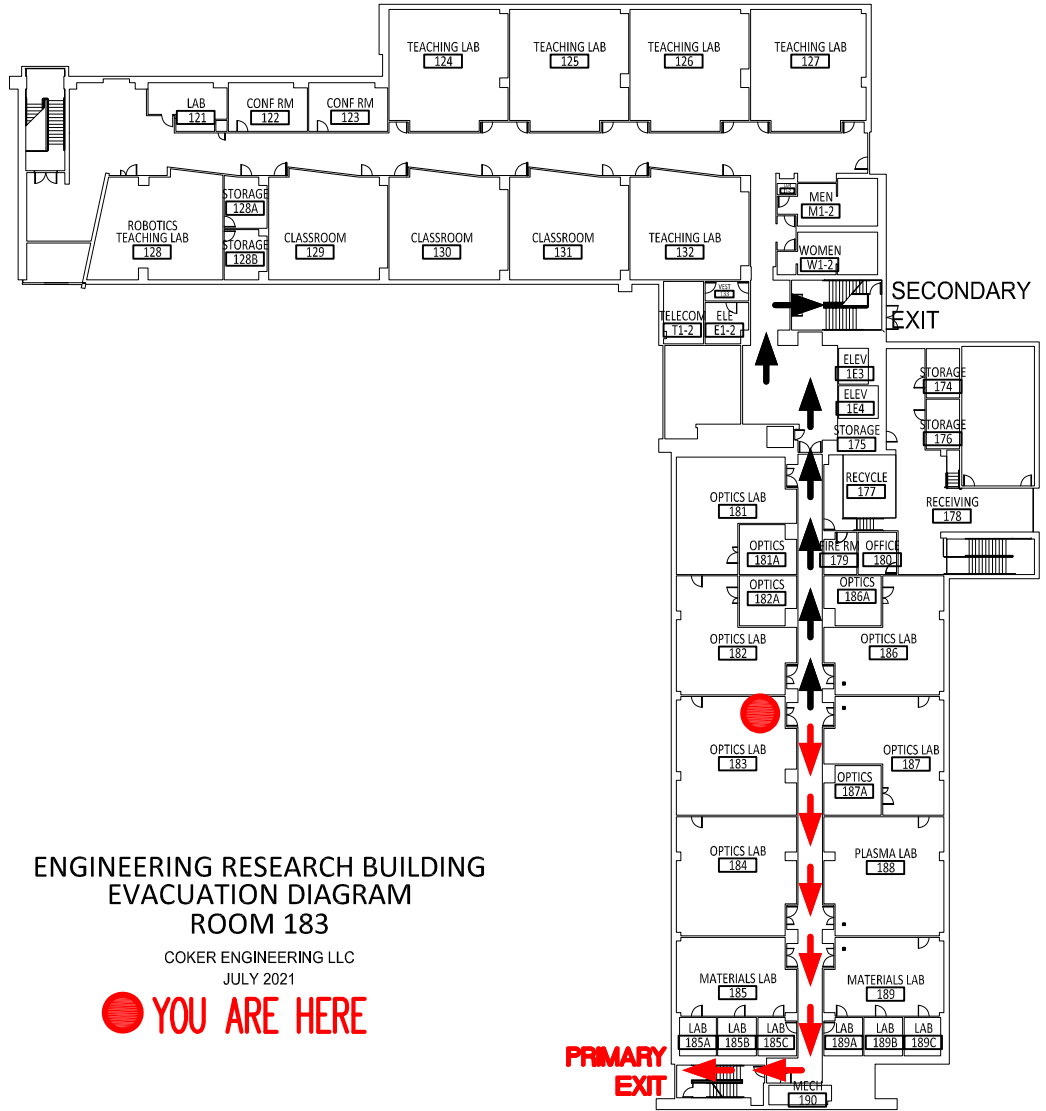 TEACHING LAB
124
TEACHING LAB
125
TEACHING LAB
126
TEACHING LAB
127
LAB
121
CONF RM
122
CONF RM
123
ROBOTICS
TEACHING LAB
128
STORAGE
128A
STORAGE
128B
CLASSROOM
129
CLASSROOM
130
CLASSROOM
131
TEACHING LAB
132
MEN
M1-2
WOMEN
W1-2
SECONDARY
EXIT
TELECOM
T1-2
VEST
ELE
E1-2
ELEV
1E3
ELEV
1E4
STORAGE
174
STORAGE
175
STORAGE
176
RECYCLE
177
RECEIVING
178
OPTICS LAB
181
OPTICS
181A
FIRE RM
179
OFFICE
180
OPTICS
182A
OPTICS
186A
OPTICS LAB
182
OPTICS LAB
186
OPTICS LAB
183
OPTICS LAB
187
OPTICS
187A
OPTICS LAB
184
PLASMA LAB
188
MATERIALS LAB
185
MATERIALS LAB
189
LAB
185A
LAB
185B
LAB
185C
LAB
189A
LAB
189B
LAB
189C
PRIMARY
EXIT
MECH
190
ENGINEERING RESEARCH BUILDING
EVACUATION DIAGRAM
ROOM 183
COKER ENGINEERING LLC
JULY 2021
YOU ARE HERE